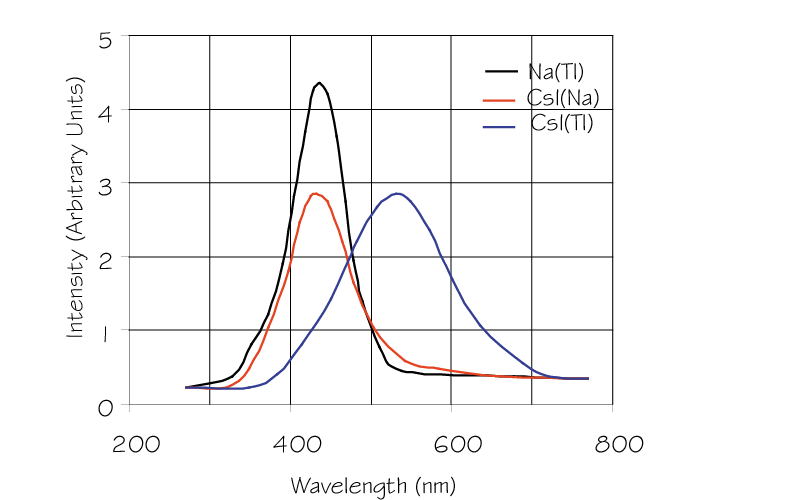 5
Na(Tl)
CsI(Na)
4
CsI(Tl)
3
2
1
0
Intensity (Arbitrary Units)
200 400 600 800
Wavelength (nm)